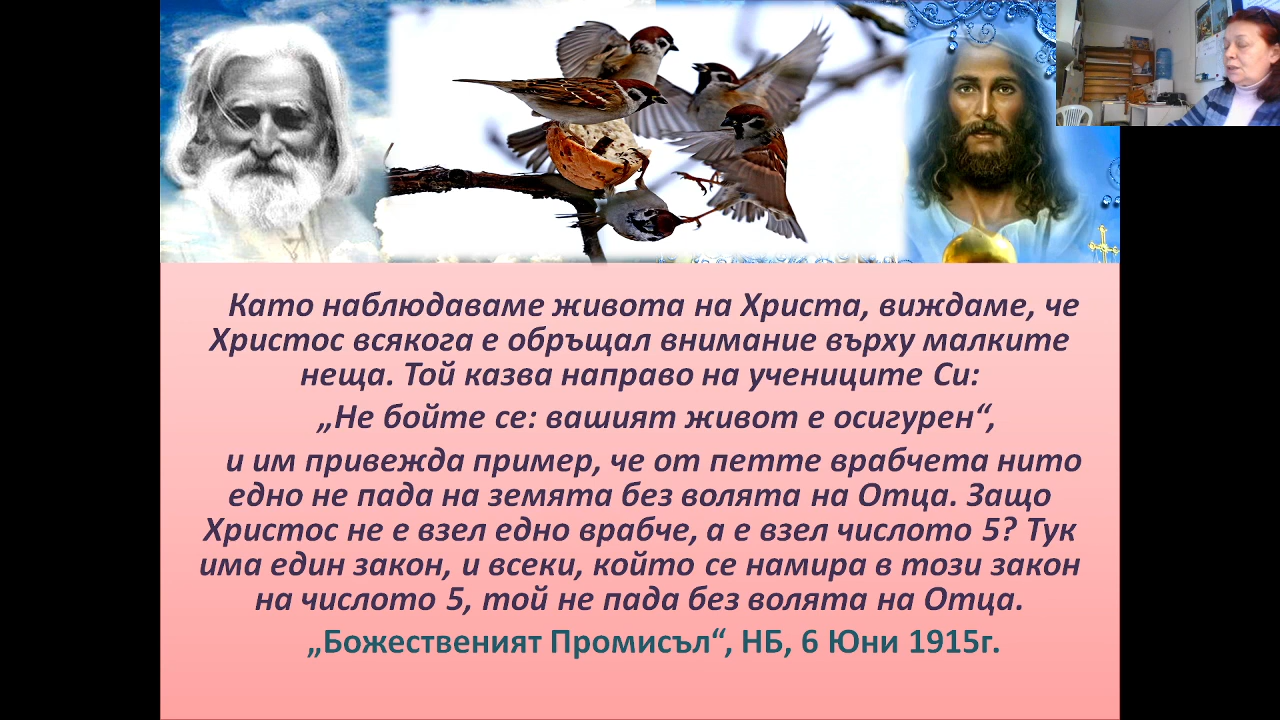 Като наблюдаваме живота на Христа, виждаме, че
Христос всякога е обръщал внимание върху малките
неща. Той казва направо на учениците Си:
„Не бойте се: вашият живот е осигурен“,
и им привежда пример, че от петте врабчета нито
едно не пада на земята без волята на Отца. Защо
Христос не е взел едно врабче, а е взел числото 5? Тук
има един закон, и всеки, който се намира в този закон
на числото 5, той не пада без волята на Отца.
„Божественият Промисъл“, НБ, 6 Юни 1915г.